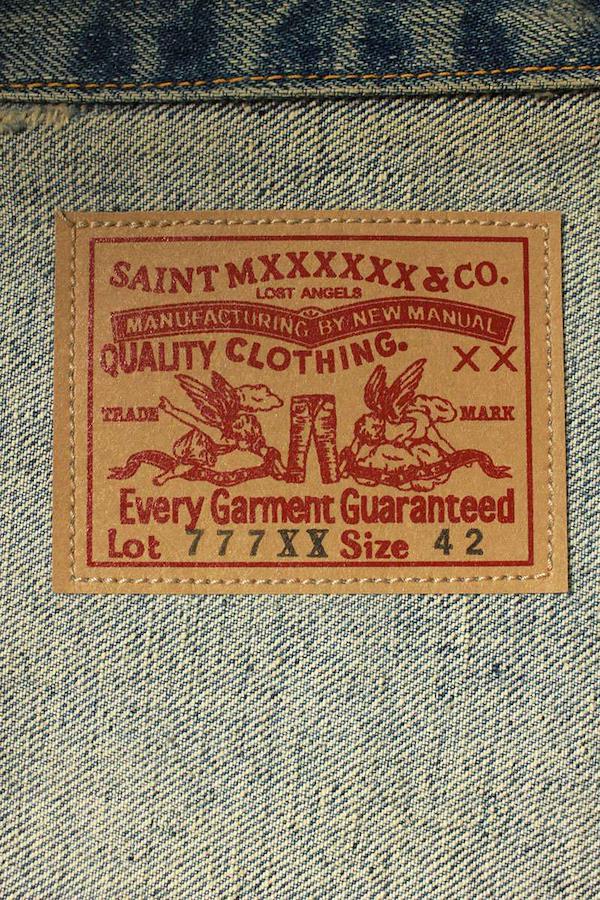 SAINT MXXXXXX & CO.
LOST ANGELS
MANUFACTURING BY NEW MANUAL
QUALITY CLOTHING.
XX
TRADE MARK
Every Garment Guaranteed
Lot 777XX Size 42